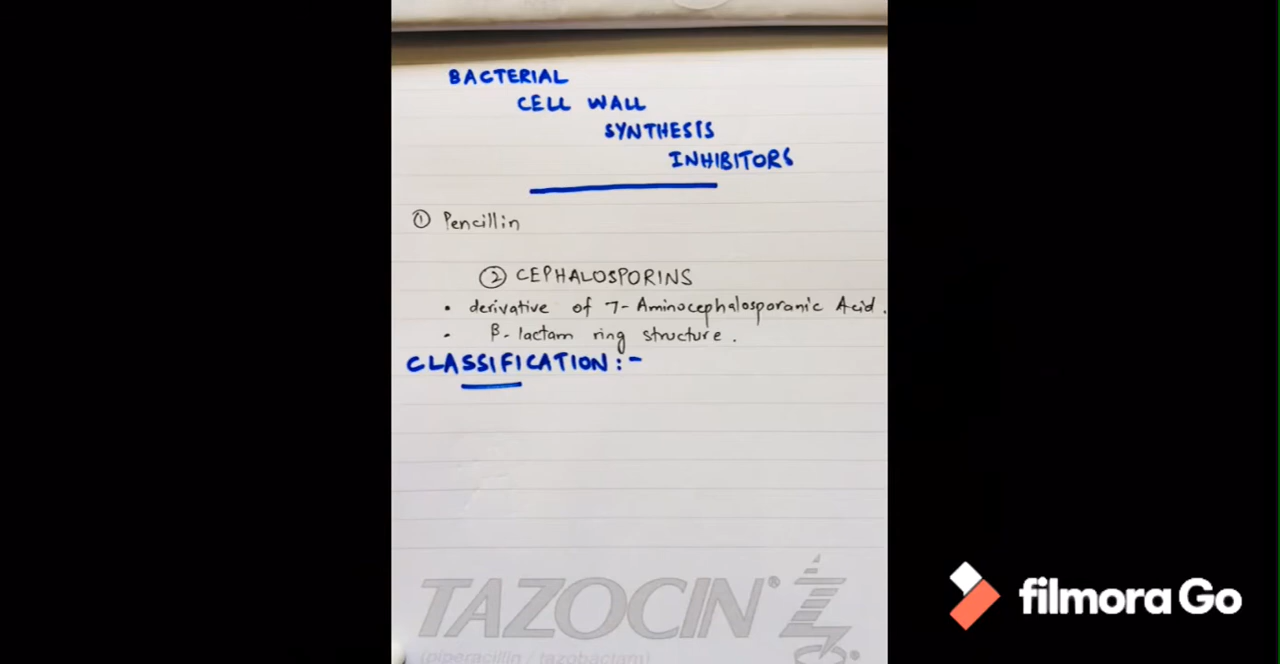 BACTERIAL
CELL WALL
SYNTHESIS
INHIBITORS
① Pencillin
② CEPHALOSPORINS
• derivative of 7-Aminocephalosporanic Acid.
• β-lactam ring structure.
CLASSIFICATION:-
TAZOCIN®
(piperacillin / tazobactam)
filmora Go